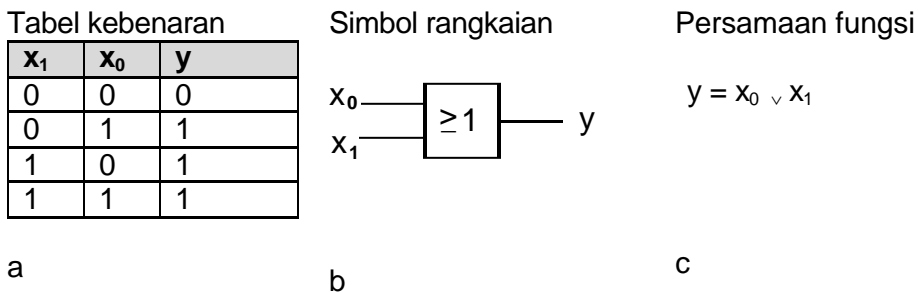 Tabel kebenaran Simbol rangkaian Persamaan fungsi
x₁ x₀ y
0 0 0
0 1 1
1 0 1
1 1 1
x₀
x₁
≥1
y
y = x₀ ∨ x₁
a b c